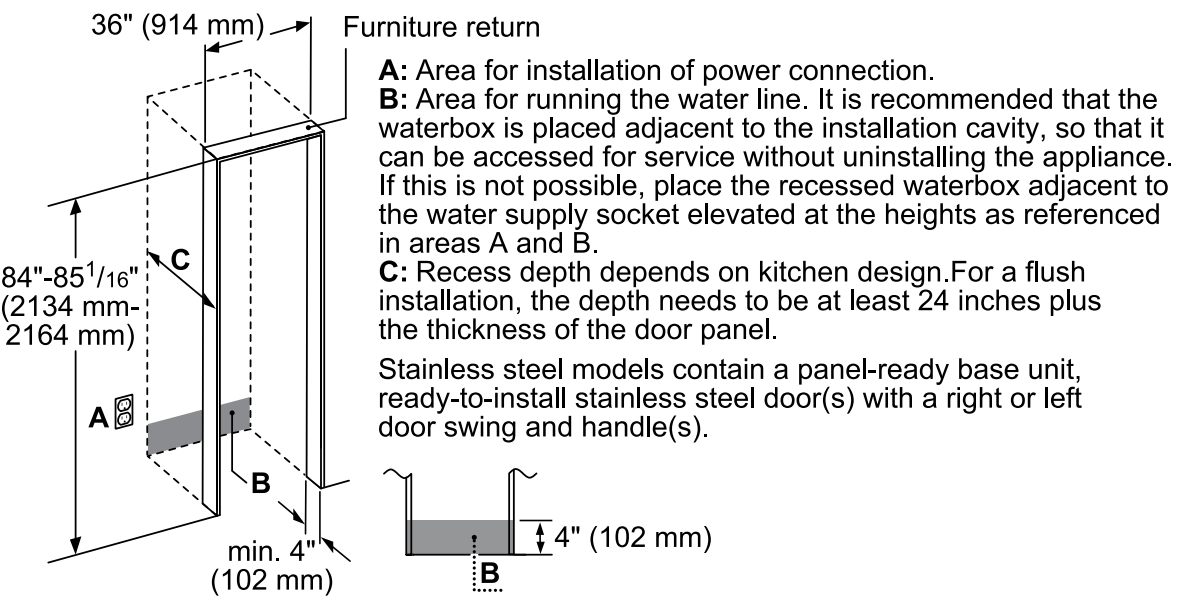 36" (914 mm)
Furniture return
A: Area for installation of power connection.
B: Area for running the water line. It is recommended that the
waterbox is placed adjacent to the installation cavity, so that it
can be accessed for service without uninstalling the appliance.
If this is not possible, place the recessed waterbox adjacent to
the water supply socket elevated at the heights as referenced
in areas A and B.
C: Recess depth depends on kitchen design.For a flush
installation, the depth needs to be at least 24 inches plus
the thickness of the door panel.
Stainless steel models contain a panel-ready base unit,
ready-to-install stainless steel door(s) with a right or left
door swing and handle(s).
C
84"-85 1/16"
(2134 mm-
2164 mm)
A
B
min. 4"
(102 mm)
4" (102 mm)
B